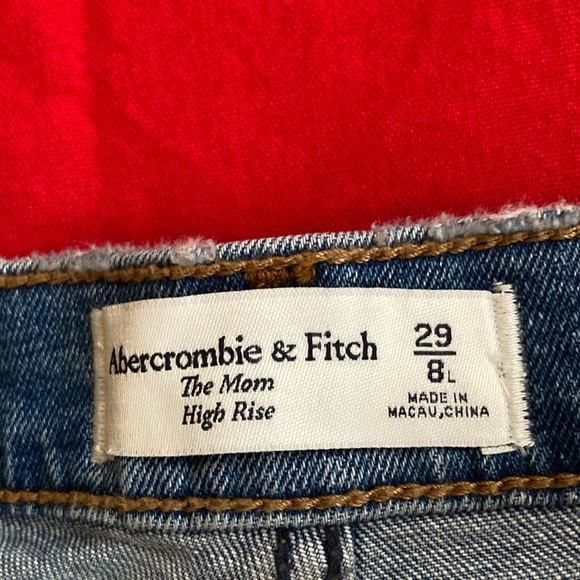 Abercrombie & Fitch
The Mom
High Rise
29
8L
MADE IN
MACAU,CHINA